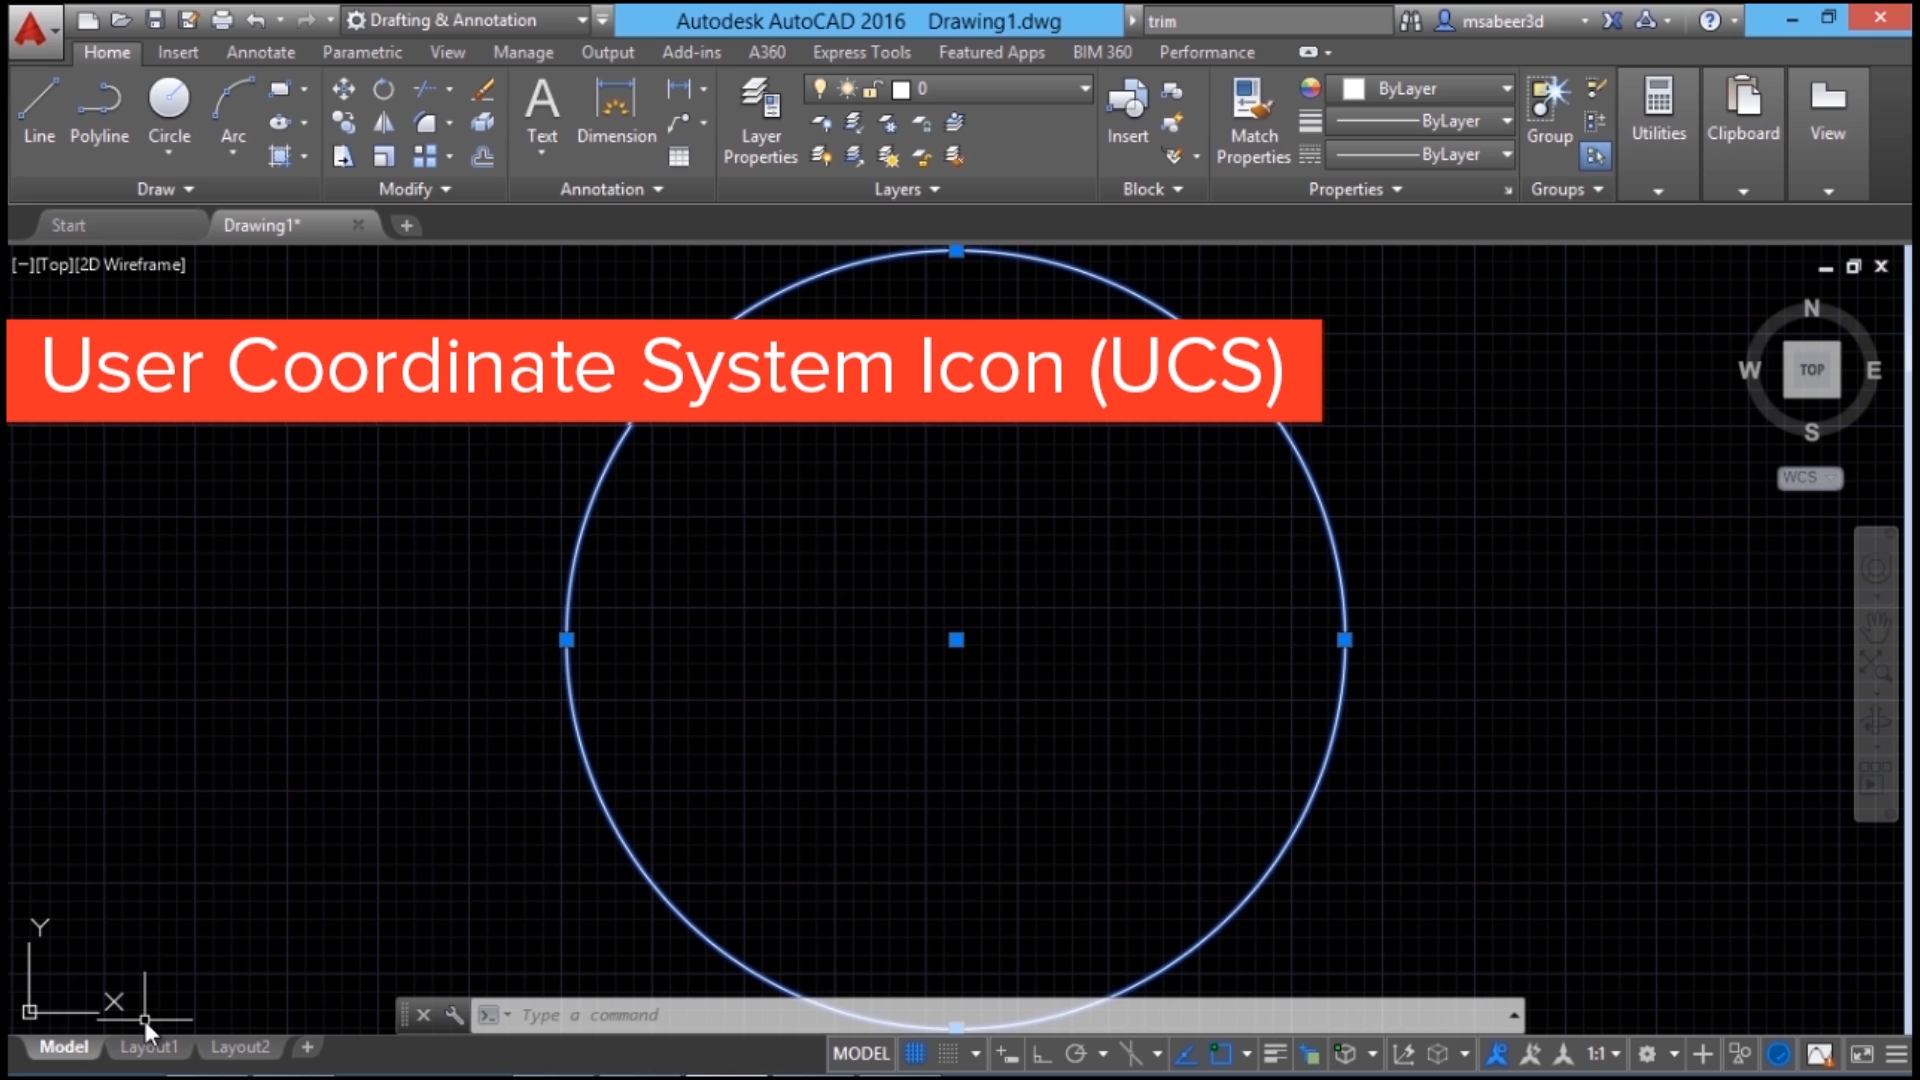 Drafting & Annotation
Autodesk AutoCAD 2016 Drawing1.dwg
trim
msabeer3d
Home Insert Annotate Parametric View Manage Output Add-ins A360 Express Tools Featured Apps BIM 360 Performance
0
ByLayer
ByLayer
ByLayer
Line Polyline Circle Arc
Text Dimension
Layer Properties
Insert
Match Properties
Group
Utilities Clipboard View
Draw Modify Annotation Layers Block Properties Groups
Start Drawing1*
[−][Top][2D Wireframe]
User Coordinate System Icon (UCS)
N
W TOP E
S
WCS
Y
X
Type a command
Model Layout1 Layout2
MODEL 1:1